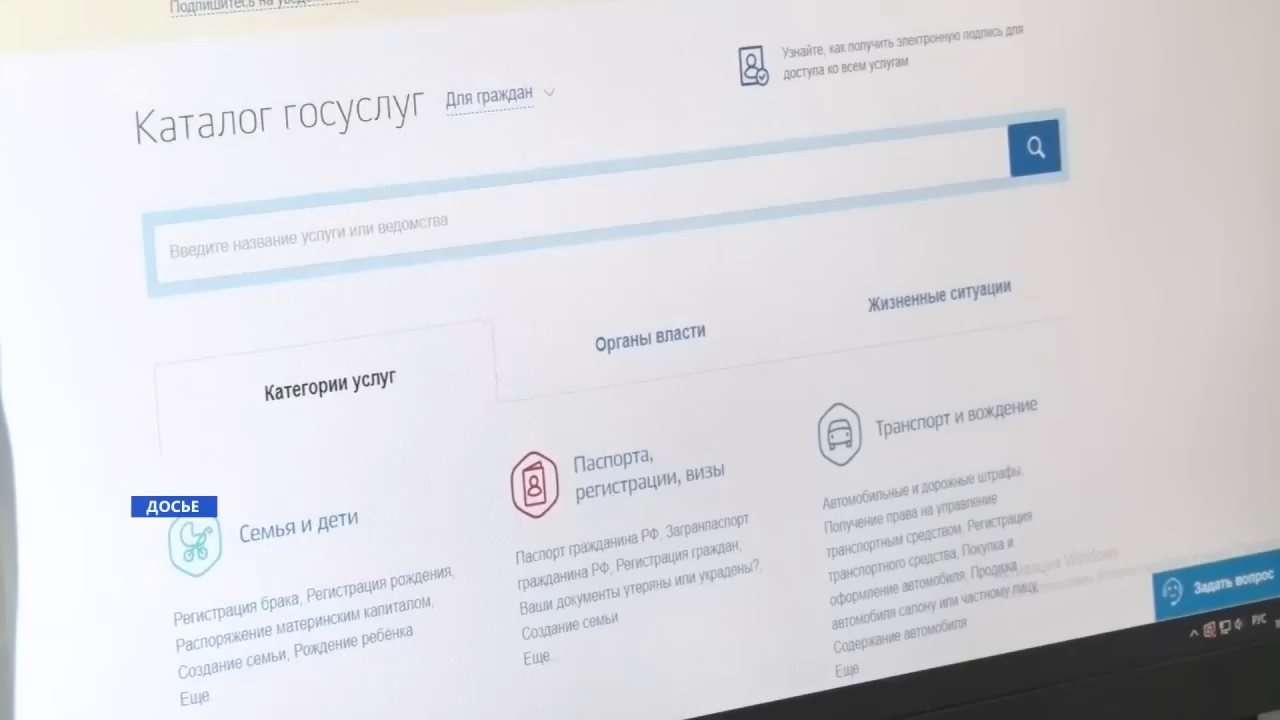 Подпишитесь на
Узнайте, как получить электронную подпись для
доступа ко всем услугам
Каталог госуслуг
Для граждан
Введите название услуги или ведомства
Категории услуг
Органы власти
Жизненные ситуации
ДОСЬЕ
Семья и дети
Регистрация брака, Регистрация рождения,
Распоряжение материнским капиталом,
Создание семьи, Рождение ребёнка
Еще...
Паспорта,
регистрации, визы
Паспорт гражданина РФ, Загранпаспорт
гражданина РФ, Регистрация граждан,
Ваши документы утеряны или украдены?,
Создание семьи
Еще...
Транспорт и вождение
Автомобильные и дорожные штрафы,
Получение права на управление
транспортным средством, Регистрация
транспортного средства, Покупка и
оформление автомобиля, Продажа
автомобиля салону или частному лицу,
Содержание автомобиля
Еще
Windows
Задать вопрос
РУС